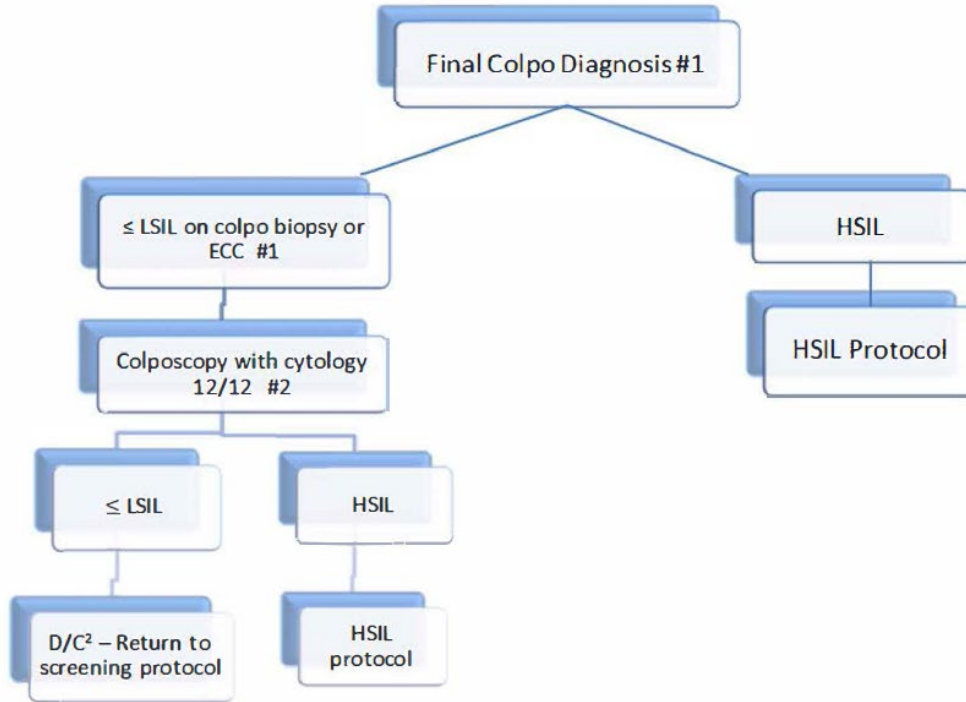 Final Colpo Diagnosis #1
≤ LSIL on colpo biopsy or
ECC #1
HSIL
Colposcopy with cytology
12/12 #2
HSIL Protocol
≤ LSIL
HSIL
D/C² – Return to
screening protocol
HSIL
protocol